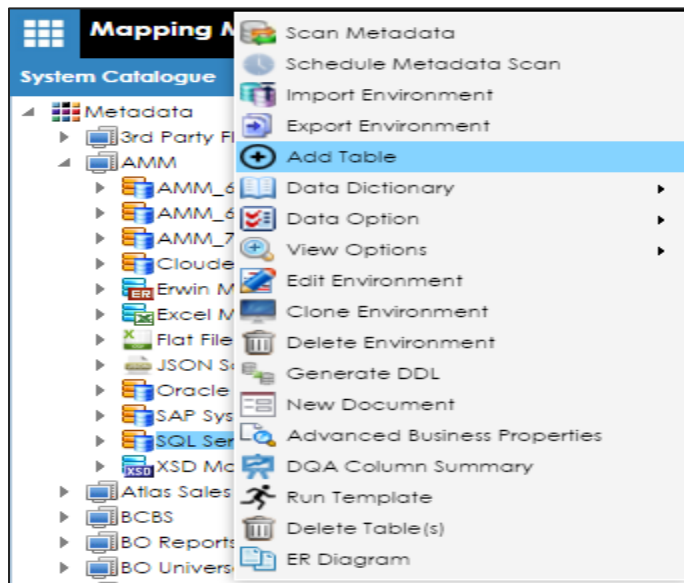 Mapping M
System Catalogue
Metadata
3rd Party Fl
AMM
AMM_6
AMM_6
AMM_7
Cloude
Erwin M
Excel M
Flat File
JSON Sc
Oracle
SAP Sys
SQL Ser
XSD Mo
Atlas Sales
BCBS
BO Reports
BO Univers
Scan Metadata
Schedule Metadata Scan
Import Environment
Export Environment
Add Table
Data Dictionary
Data Option
View Options
Edit Environment
Clone Environment
Delete Environment
Generate DDL
New Document
Advanced Business Properties
DQA Column Summary
Run Template
Delete Table(s)
ER Diagram